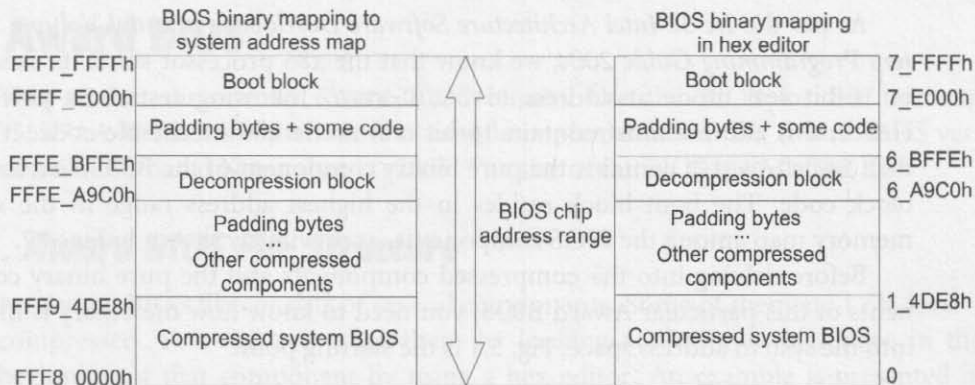 BIOS binary mapping to
system address map
FFFF_FFFFh
Boot block
FFFF_E000h
Padding bytes + some code
FFFE_BFFEh
Decompression block
FFFE_A9C0h
Padding bytes
...
Other compressed
components
FFF9_4DE8h
Compressed system BIOS
FFF8_0000h
BIOS chip
address range
BIOS binary mapping
in hex editor
7_FFFFh
Boot block
7_E000h
Padding bytes + some code
6_BFFEh
Decompression block
6_A9C0h
Padding bytes
...
Other compressed
components
1_4DE8h
Compressed system BIOS
0